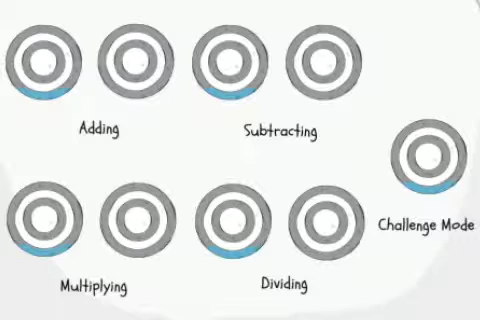 Adding
Subtracting
Challenge Mode
Multiplying
Dividing